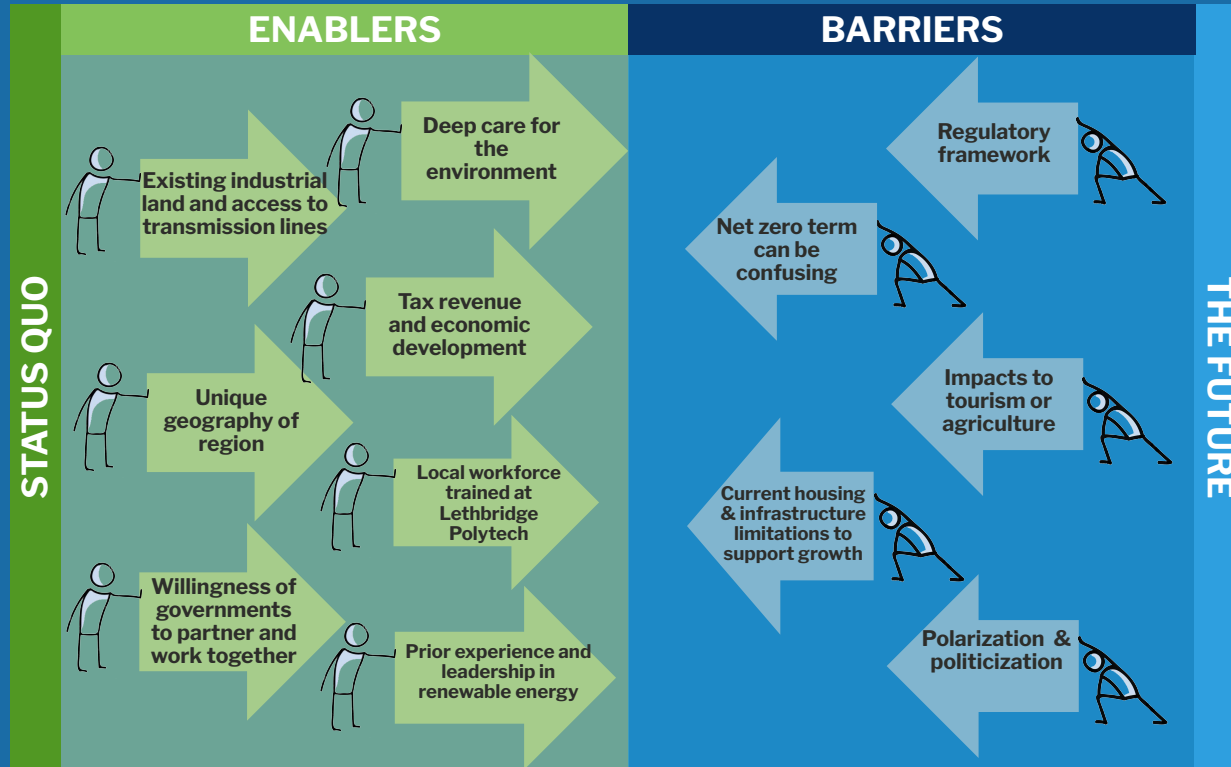 ENABLERS
BARRIERS
STATUS QUO
Deep care for
the
environment
Existing industrial
land and access to
transmission lines
Tax revenue
and economic
development
Unique
geography of
region
Local workforce
trained at
Lethbridge
Polytech
Willingness of
governments
to partner and
work together
Prior experience and
leadership in
renewable energy
Regulatory
framework
Net zero term
can be
confusing
Impacts to
tourism or
agriculture
Current housing
& infrastructure
limitations to
support growth
Polarization &
politicization
THE FUTURE